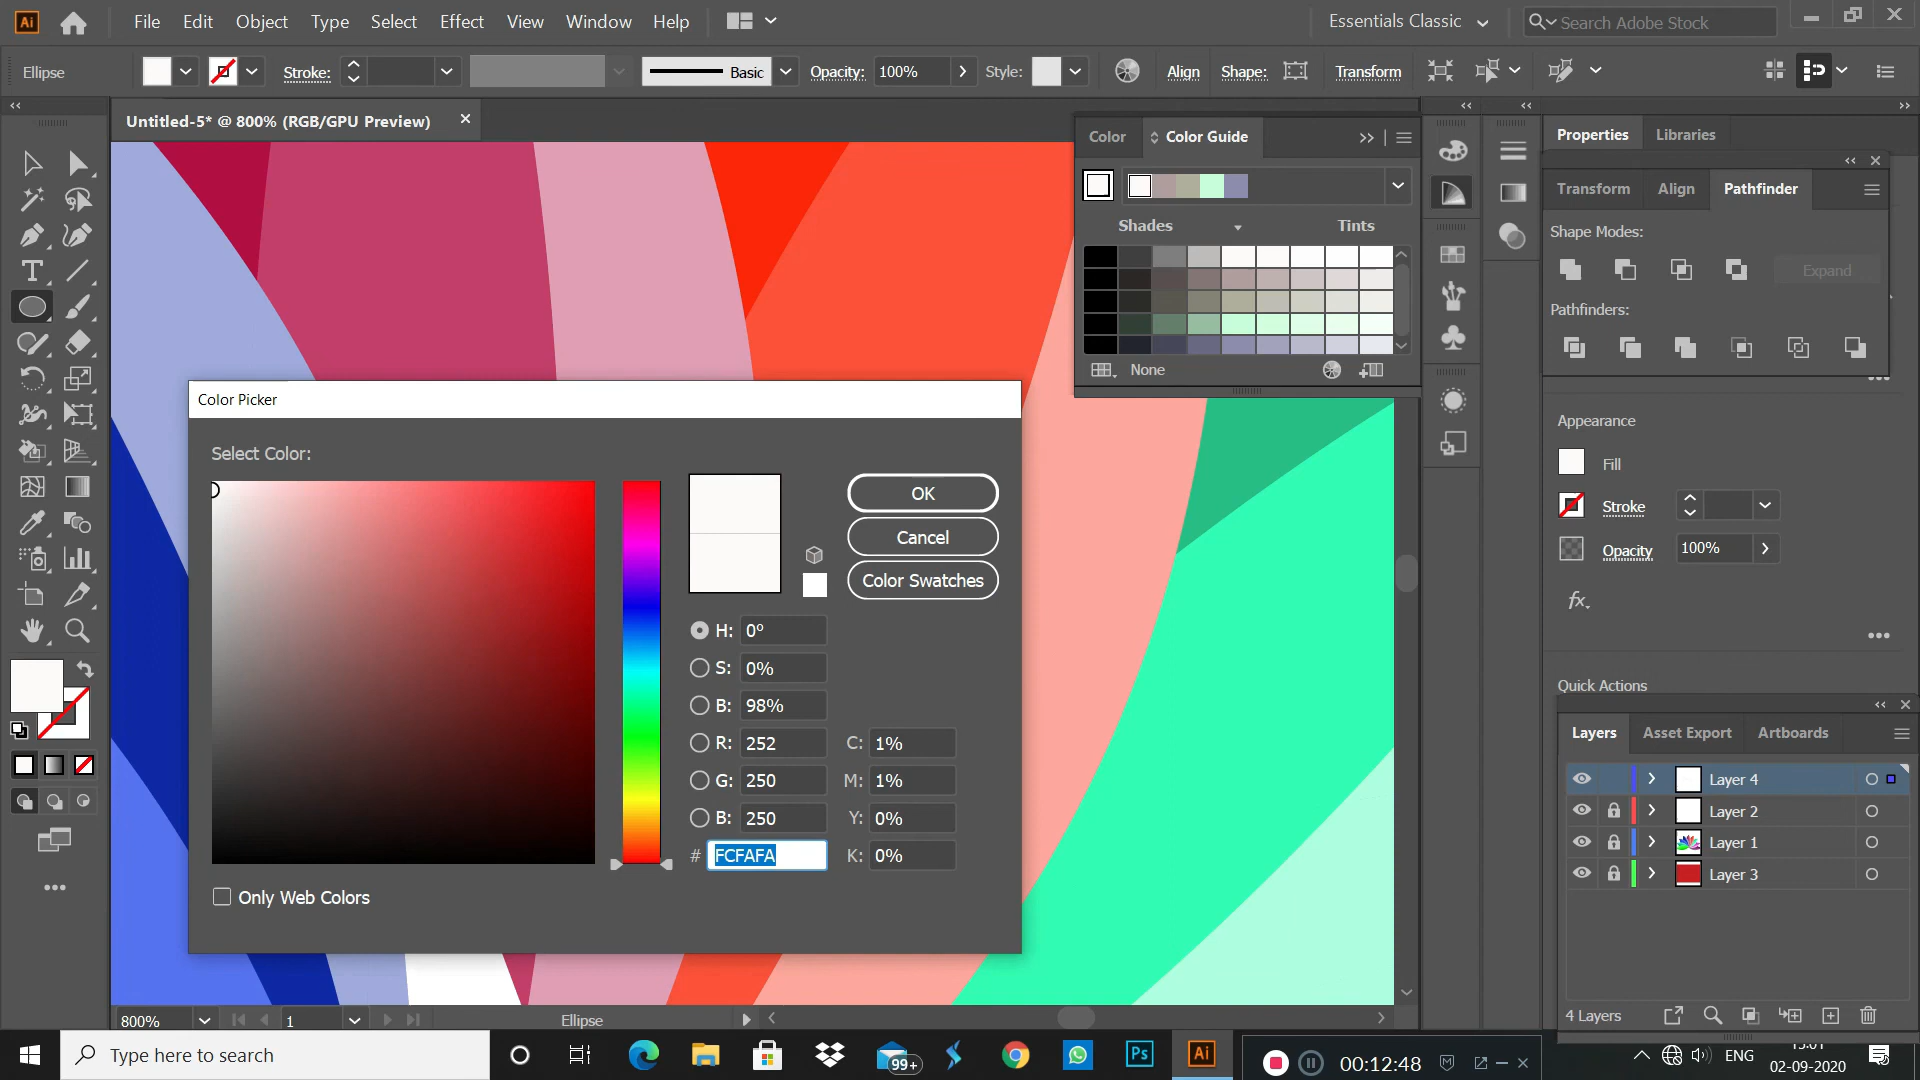 Ai File Edit Object Type Select Effect View Window Help Essentials Classic Search Adobe Stock
Ellipse Stroke: Basic Opacity: 100% Style: Align Shape: Transform
Untitled-5* @ 800% (RGB/GPU Preview)
Color Color Guide
Shades Tints
None
Properties Libraries
Transform Align Pathfinder
Shape Modes:
Expand
Pathfinders:
Appearance
Fill
Stroke
Opacity 100%
fx.
Quick Actions
Color Picker
Select Color:
OK
Cancel
Color Swatches
H: 0°
S: 0%
B: 98%
R: 252 C: 1%
G: 250 M: 1%
B: 250 Y: 0%
# FCFAFA K: 0%
Only Web Colors
Layers Asset Export Artboards
Layer 4
Layer 2
Layer 1
Layer 3
4 Layers
800% 1 Ellipse
Type here to search 99+ Ps Ai 00:12:48 ENG
02-09-2020